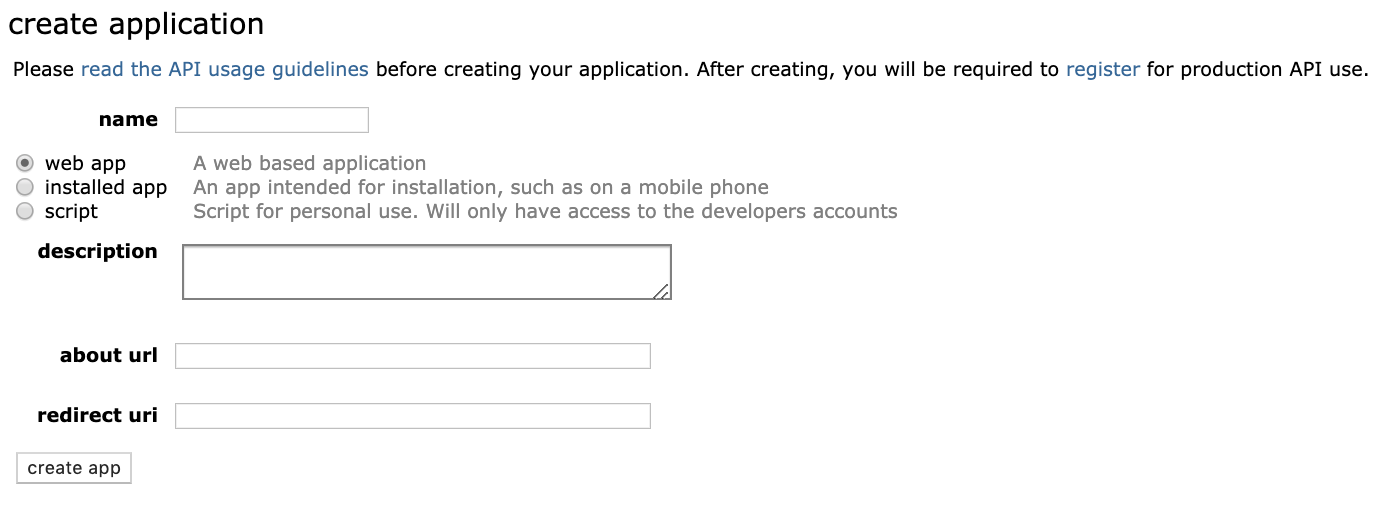 create application
Please read the API usage guidelines before creating your application. After creating, you will be required to register for production API use.
name
web app A web based application
installed app An app intended for installation, such as on a mobile phone
script Script for personal use. Will only have access to the developers accounts
description
about url
redirect uri
create app